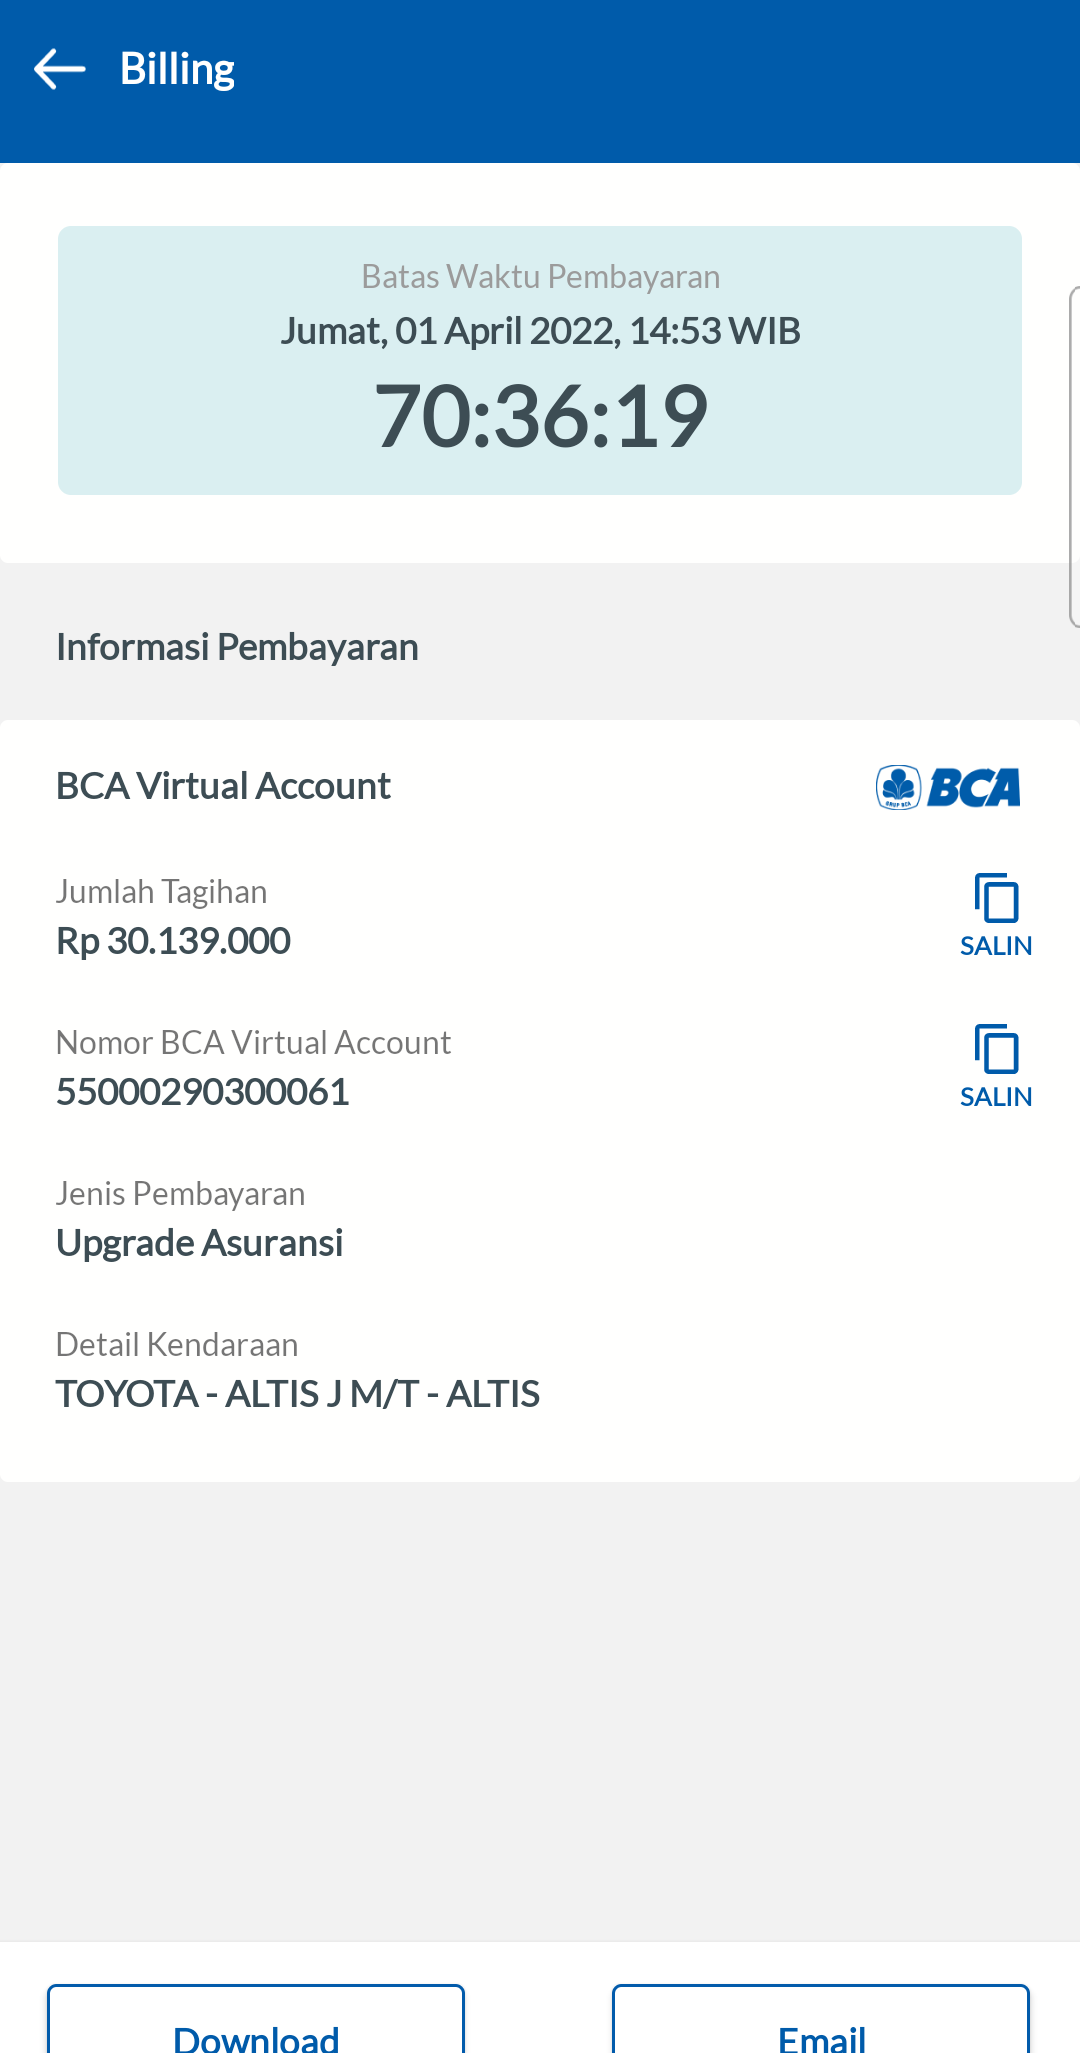 Billing
Batas Waktu Pembayaran
Jumat, 01 April 2022, 14:53 WIB
70:36:19
Informasi Pembayaran
BCA Virtual Account
GRUP BCA
BCA
Jumlah Tagihan
Rp 30.139.000
SALIN
Nomor BCA Virtual Account
55000290300061
SALIN
Jenis Pembayaran
Upgrade Asuransi
Detail Kendaraan
TOYOTA - ALTIS J M/T - ALTIS
Download
Email